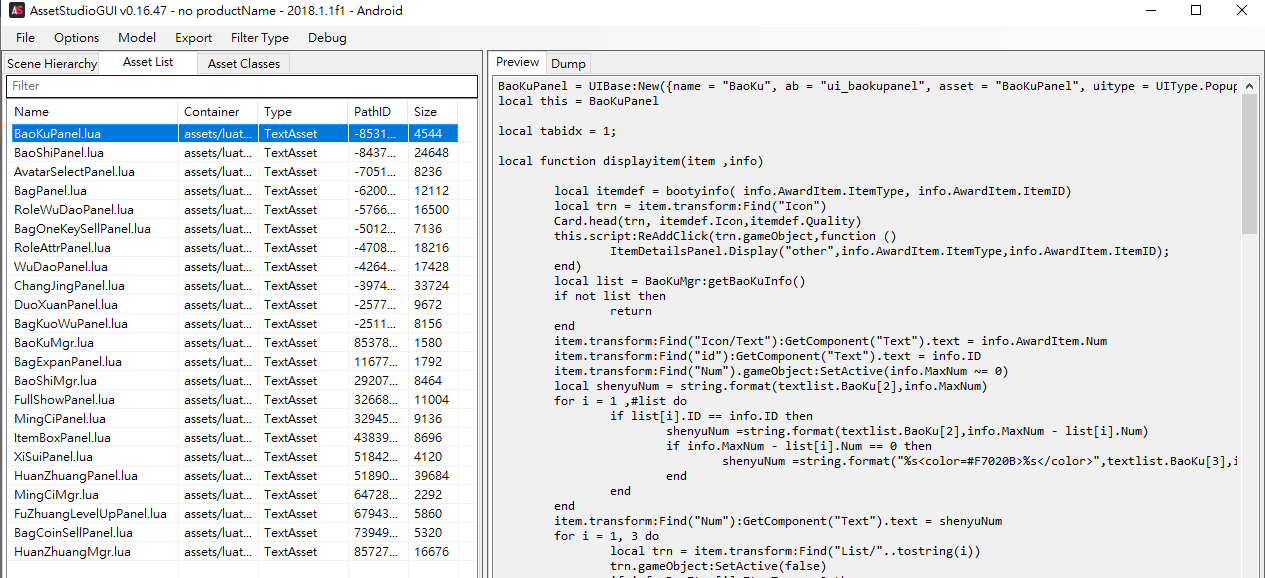 AssetStudioGUI v0.16.47 - no productName - 2018.1.1f1 - Android
File Options Model Export Filter Type Debug
Scene Hierarchy Asset List Asset Classes
Filter
Name Container Type PathID Size
BaoKuPanel.lua assets/luat... TextAsset -8531... 4544
BaoShiPanel.lua assets/luat... TextAsset -8437... 24648
AvatarSelectPanel.lua assets/luat... TextAsset -7051... 8236
BagPanel.lua assets/luat... TextAsset -6200... 12112
RoleWuDaoPanel.lua assets/luat... TextAsset -5766... 16500
BagOneKeySellPanel.lua assets/luat... TextAsset -5012... 7136
RoleAttrPanel.lua assets/luat... TextAsset -4708... 18216
WuDaoPanel.lua assets/luat... TextAsset -4264... 17428
ChangJingPanel.lua assets/luat... TextAsset -3974... 33724
DuoXuanPanel.lua assets/luat... TextAsset -2577... 9672
BagKuoWuPanel.lua assets/luat... TextAsset -2511... 8156
BaoKuMgr.lua assets/luat... TextAsset 85378... 1580
BagExpanPanel.lua assets/luat... TextAsset 11677... 1792
BaoShiMgr.lua assets/luat... TextAsset 29207... 8464
FullShowPanel.lua assets/luat... TextAsset 32668... 11004
MingCiPanel.lua assets/luat... TextAsset 32945... 9136
ItemBoxPanel.lua assets/luat... TextAsset 43839... 8696
XiSuiPanel.lua assets/luat... TextAsset 51842... 4120
HuanZhuangPanel.lua assets/luat... TextAsset 51890... 39684
MingCiMgr.lua assets/luat... TextAsset 64728... 2292
FuZhuangLevelUpPanel.lua assets/luat... TextAsset 67943... 5860
BagCoinSellPanel.lua assets/luat... TextAsset 73949... 5320
HuanZhuangMgr.lua assets/luat... TextAsset 85727... 16676
Preview Dump
BaoKuPanel = UIBase:New({name = "BaoKu", ab = "ui_baokupanel", asset = "BaoKuPanel", uitype = UIType.Popup
local this = BaoKuPanel
local tabidx = 1;
local function displayitem(item ,info)
local itemdef = bootyinfo( info.AwardItem.ItemType, info.AwardItem.ItemID)
local trn = item.transform:Find("Icon")
Card.head(trn, itemdef.Icon,itemdef.Quality)
this.script:ReAddClick(trn.gameObject,function ()
ItemDetailsPanel.Display("other",info.AwardItem.ItemType,info.AwardItem.ItemID);
end)
local list = BaoKuMgr:getBaoKuInfo()
if not list then
return
end
item.transform:Find("Icon/Text"):GetComponent("Text").text = info.AwardItem.Num
item.transform:Find("id"):GetComponent("Text").text = info.ID
item.transform:Find("Num").gameObject:SetActive(info.MaxNum ~= 0)
local shenyuNum = string.format(textlist.BaoKu[2],info.MaxNum)
for i = 1 ,#list do
if list[i].ID == info.ID then
shenyuNum =string.format(textlist.BaoKu[2],info.MaxNum - list[i].Num)
if info.MaxNum - list[i].Num == 0 then
shenyuNum =string.format("%s<color=#F7020B>%s</color>",textlist.BaoKu[3],i
end
end
end
item.transform:Find("Num"):GetComponent("Text").text = shenyuNum
for i = 1, 3 do
local trn = item.transform:Find("List/"..tostring(i))
trn.gameObject:SetActive(false)